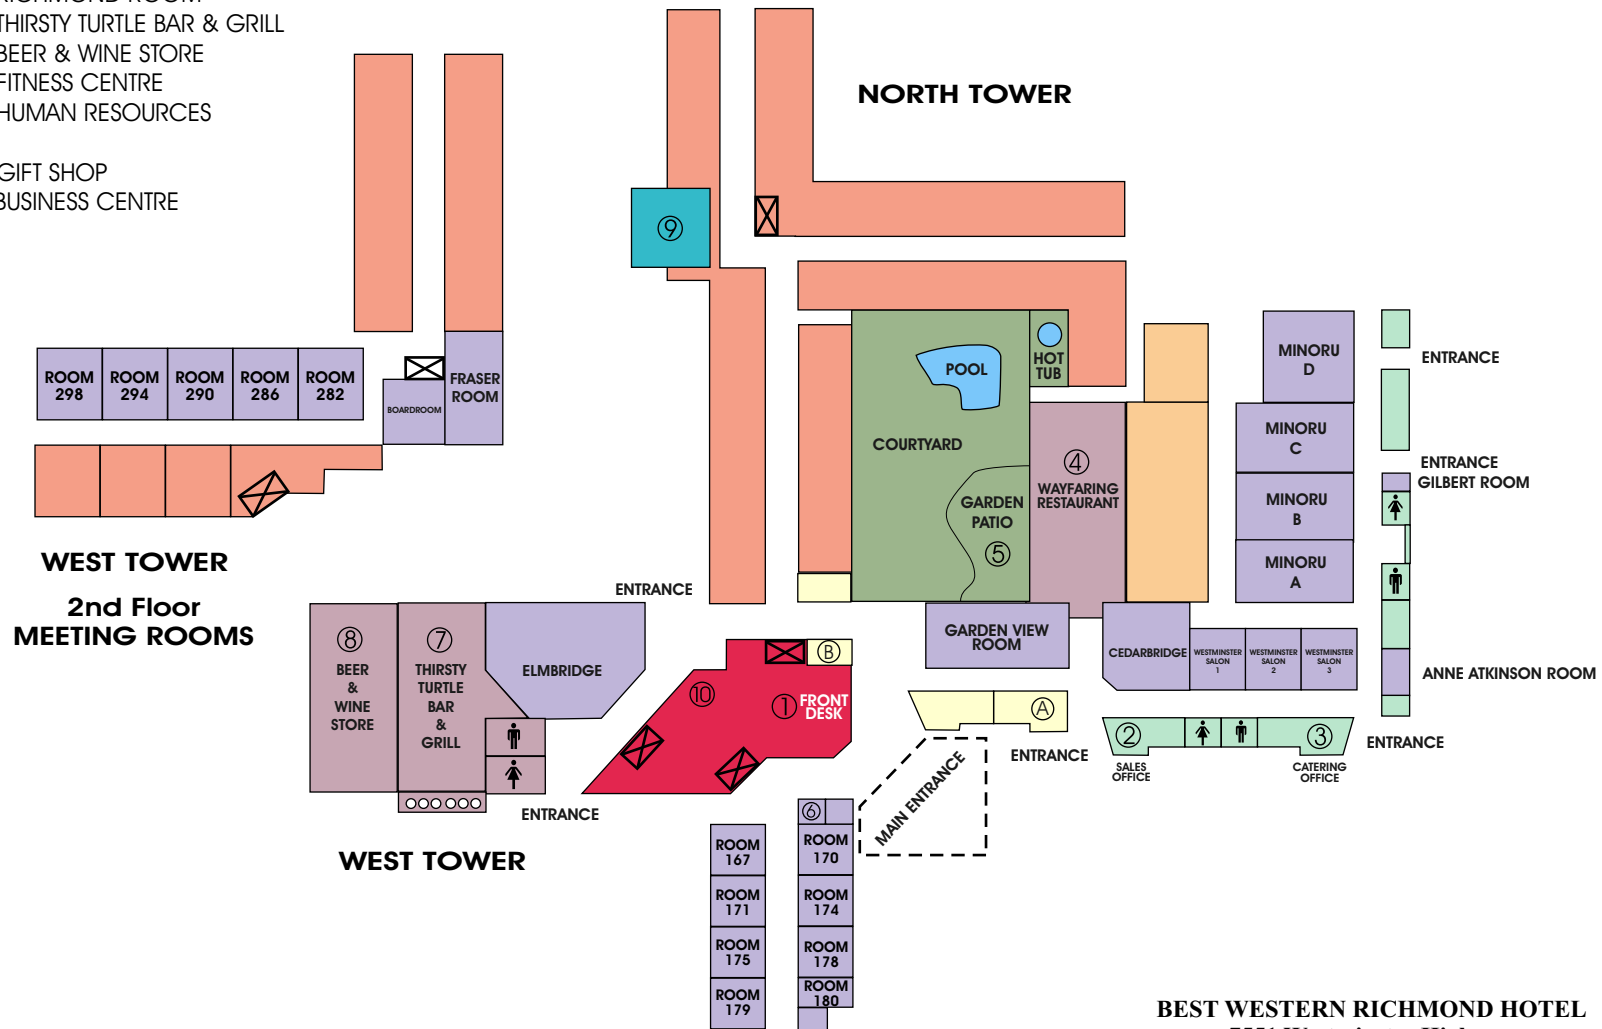 RICHMOND ROOM
THIRSTY TURTLE BAR & GRILL
BEER & WINE STORE
FITNESS CENTRE
HUMAN RESOURCES
GIFT SHOP
BUSINESS CENTRE
NORTH TOWER
9
ROOM
298
ROOM
294
ROOM
290
ROOM
286
ROOM
282
BOARDROOM
FRASER
ROOM
WEST TOWER
2nd Floor
MEETING ROOMS
POOL
HOT
TUB
COURTYARD
GARDEN
PATIO
5
4
WAYFARING
RESTAURANT
MINORU
D
MINORU
C
MINORU
B
MINORU
A
ENTRANCE
ENTRANCE
GILBERT ROOM
ANNE ATKINSON ROOM
ENTRANCE
ENTRANCE
8
BEER
&
WINE
STORE
7
THIRSTY
TURTLE
BAR
&
GRILL
ELMBRIDGE
ENTRANCE
WEST TOWER
10
B
1 FRONT
DESK
GARDEN VIEW
ROOM
CEDARBRIDGE
WESTMINSTER
SALON
1
WESTMINSTER
SALON
2
WESTMINSTER
SALON
3
A
ENTRANCE
2
SALES
OFFICE
3
CATERING
OFFICE
MAIN ENTRANCE
6
ROOM
167
ROOM
170
ROOM
171
ROOM
174
ROOM
175
ROOM
178
ROOM
179
ROOM
180
BEST WESTERN RICHMOND HOTEL